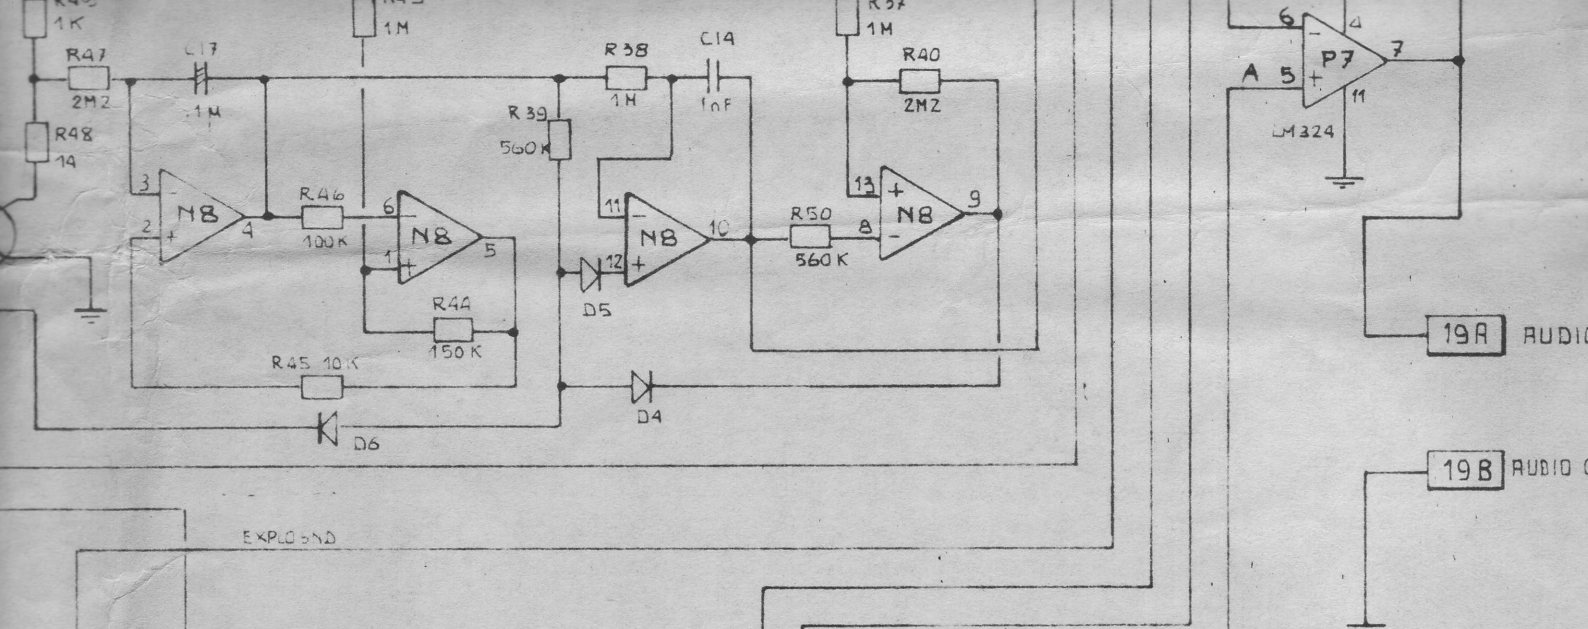 1K
1M
1M
R47
2M2
C17
.1M
R48
14
3
2
N8
4
R46
100K
6
1
N8
5
R44
150K
R45 10K
D6
R38
1M
C14
1nF
R39
560K
11
12
N8
10
D5
D4
R40
2M2
R50
560K
13
8
N8
9
6
5
A
P7
4
7
11
LM324
19A AUDIO
19B AUDIO
EXPLOSND